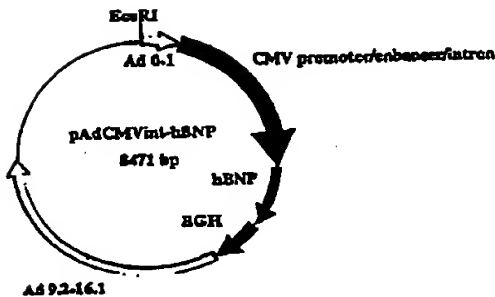 EcoRI
Ad 0-1
CMV promoter/enhancer/intron
pAdCMVint-hBNP
8471 bp
hBNP
BGH
Ad 9.2-16.1